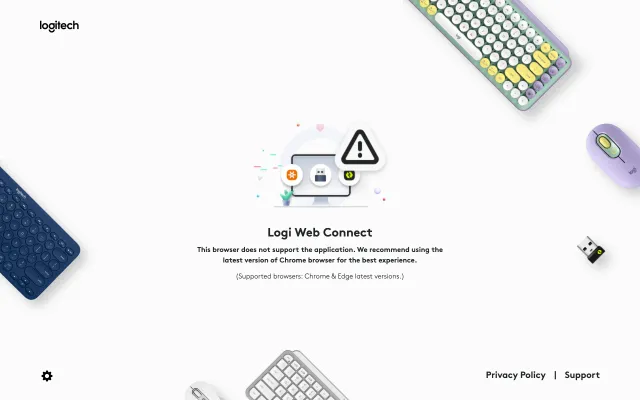 logitech
Logi Web Connect
This browser does not support the application. We recommend using the
latest version of Chrome browser for the best experience.
(Supported browsers: Chrome & Edge latest versions.)
Privacy Policy | Support